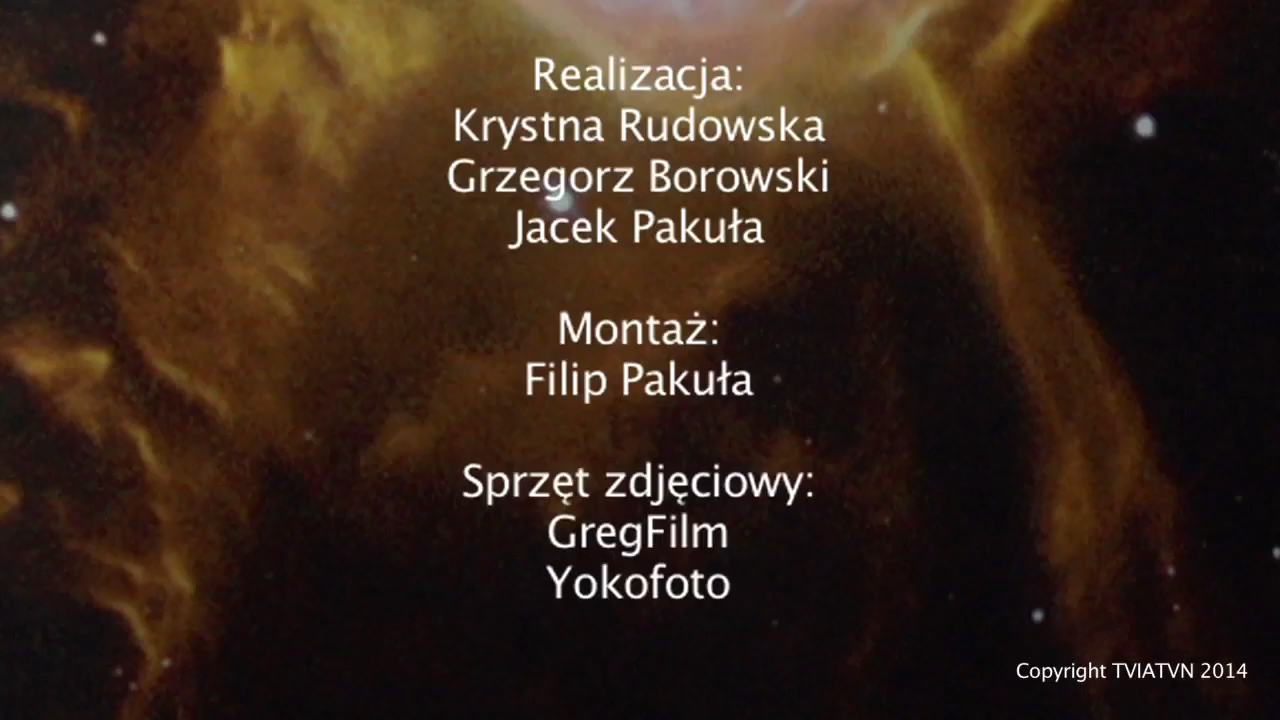 Realizacja:
Krystna Rudowska
Grzegorz Borowski
Jacek Pakuła
Montaż:
Filip Pakuła
Sprzęt zdjęciowy:
GregFilm
Yokofoto
Copyright TVIATVN 2014